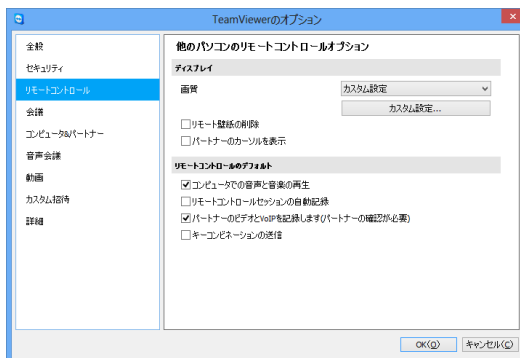 TeamViewerのオプション
全般
セキュリティ
リモートコントロール
会議
コンピュータ&パートナー
音声会議
動画
カスタム招待
詳細
他のパソコンのリモートコントロールオプション
ディスプレイ
画質
カスタム設定
カスタム設定...
リモート壁紙の削除
パートナーのカーソルを表示
リモートコントロールのデフォルト
コンピュータでの音声と音楽の再生
リモートコントロールセッションの自動記録
パートナーのビデオとVoIPを記録します(パートナーの確認が必要)
キーコンビネーションの送信
OK(O)
キャンセル(C)